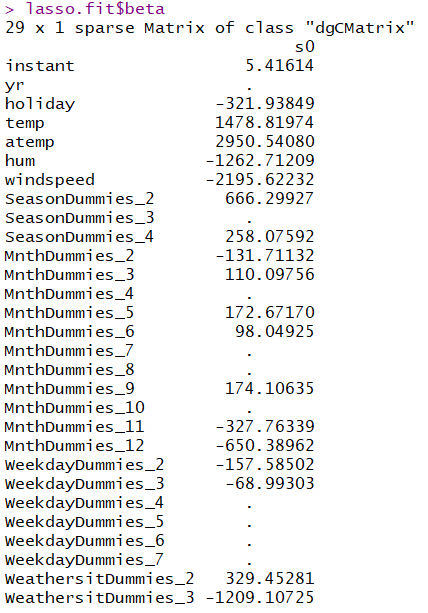 > lasso.fit$beta
29 x 1 sparse Matrix of class "dgCMatrix"
s0
instant 5.41614
yr .
holiday -321.93849
temp 1478.81974
atemp 2950.54080
hum -1262.71209
windspeed -2195.62232
SeasonDummies_2 666.29927
SeasonDummies_3 .
SeasonDummies_4 258.07592
MnthDummies_2 -131.71132
MnthDummies_3 110.09756
MnthDummies_4 .
MnthDummies_5 172.67170
MnthDummies_6 98.04925
MnthDummies_7 .
MnthDummies_8 .
MnthDummies_9 174.10635
MnthDummies_10 .
MnthDummies_11 -327.76339
MnthDummies_12 -650.38962
WeekdayDummies_2 -157.58502
WeekdayDummies_3 -68.99303
WeekdayDummies_4 .
WeekdayDummies_5 .
WeekdayDummies_6 .
WeekdayDummies_7 .
WeathersitDummies_2 329.45281
WeathersitDummies_3 -1209.10725